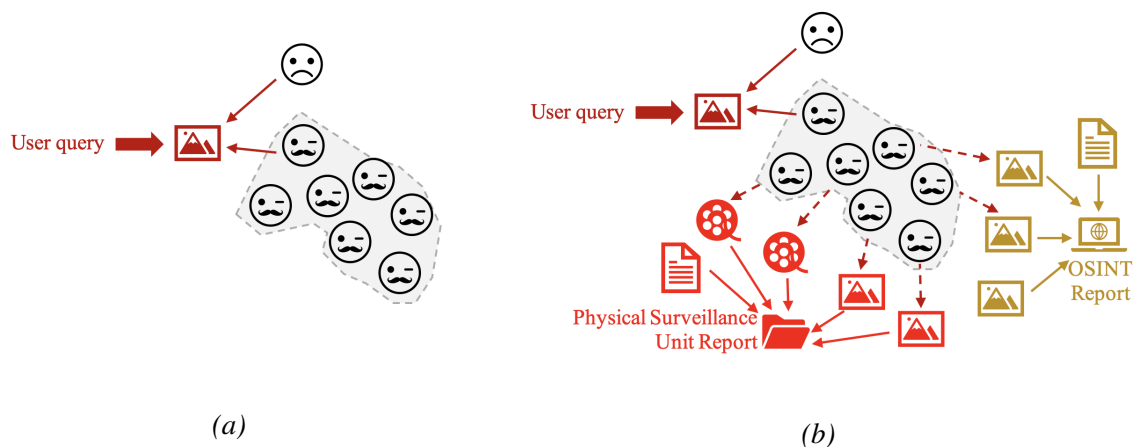 User query
(a)
User query
OSINT
Report
Physical Surveillance
Unit Report
(b)